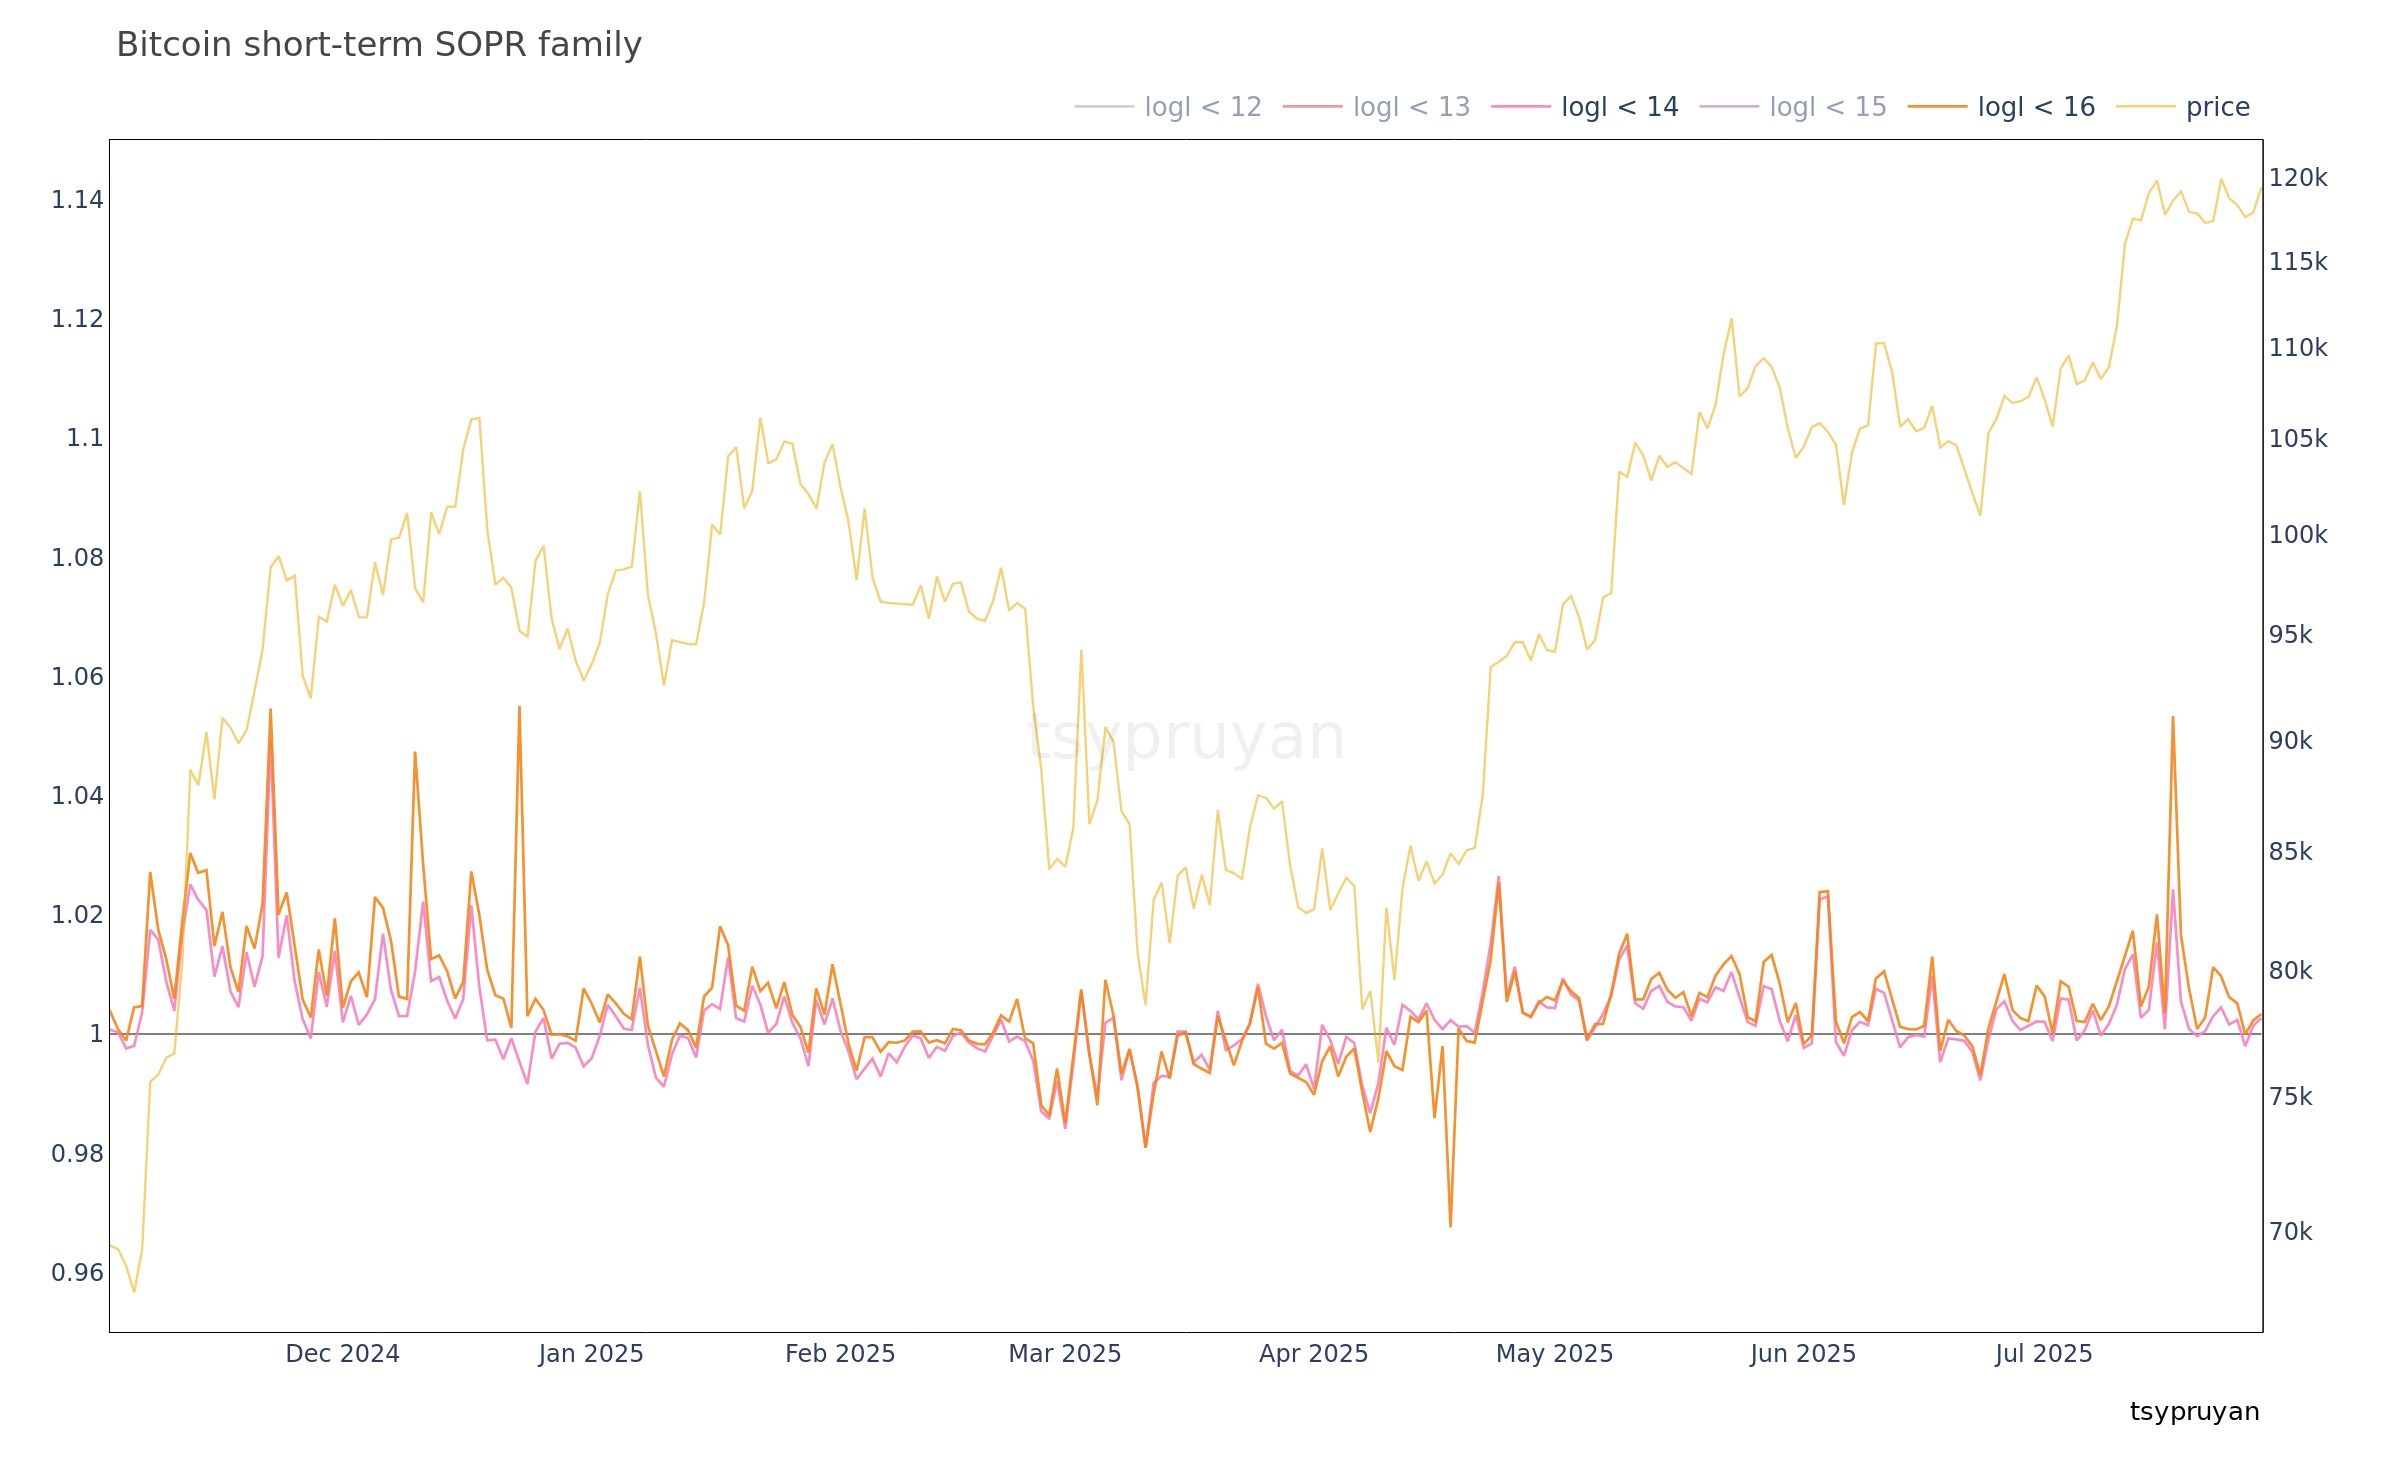 Bitcoin short-term SOPR family
logl < 12 logl < 13 logl < 14 logl < 15 logl < 16 price
1.14
1.12
1.1
1.08
1.06
1.04
1.02
1
0.98
0.96
120k
115k
110k
105k
100k
95k
90k
85k
80k
75k
70k
tsypruyan
Dec 2024 Jan 2025 Feb 2025 Mar 2025 Apr 2025 May 2025 Jun 2025 Jul 2025
tsypruyan